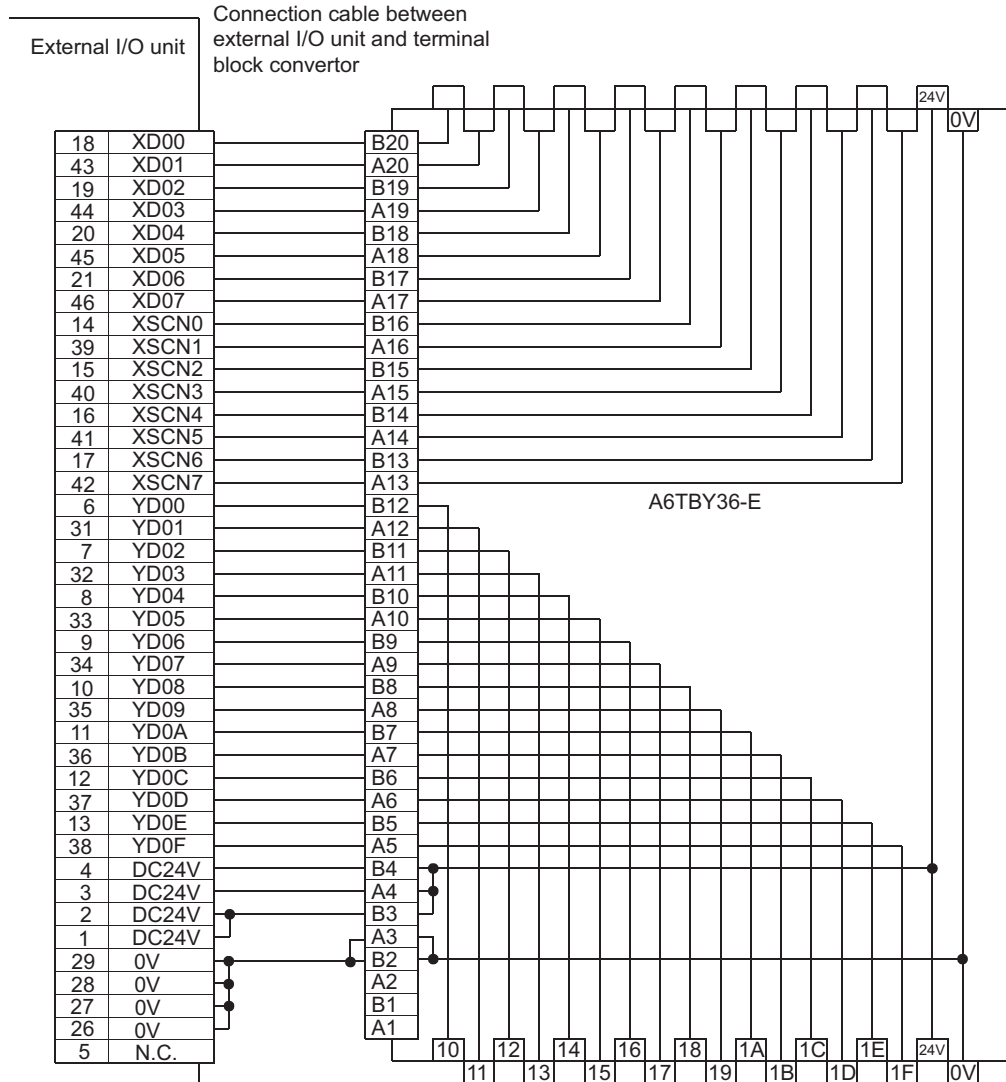 Connection cable between
external I/O unit and terminal
block convertor
External I/O unit
24V
0V
18 XD00 B20
43 XD01 A20
19 XD02 B19
44 XD03 A19
20 XD04 B18
45 XD05 A18
21 XD06 B17
46 XD07 A17
14 XSCN0 B16
39 XSCN1 A16
15 XSCN2 B15
40 XSCN3 A15
16 XSCN4 B14
41 XSCN5 A14
17 XSCN6 B13
42 XSCN7 A13
A6TBY36-E
6 YD00 B12
31 YD01 A12
7 YD02 B11
32 YD03 A11
8 YD04 B10
33 YD05 A10
9 YD06 B9
34 YD07 A9
10 YD08 B8
35 YD09 A8
11 YD0A B7
36 YD0B A7
12 YD0C B6
37 YD0D A6
13 YD0E B5
38 YD0F A5
4 DC24V B4
3 DC24V A4
2 DC24V B3
1 DC24V A3
29 0V B2
28 0V A2
27 0V B1
26 0V A1
5 N.C.
10 12 14 16 18 1A 1C 1E 24V
11 13 15 17 19 1B 1D 1F 0V